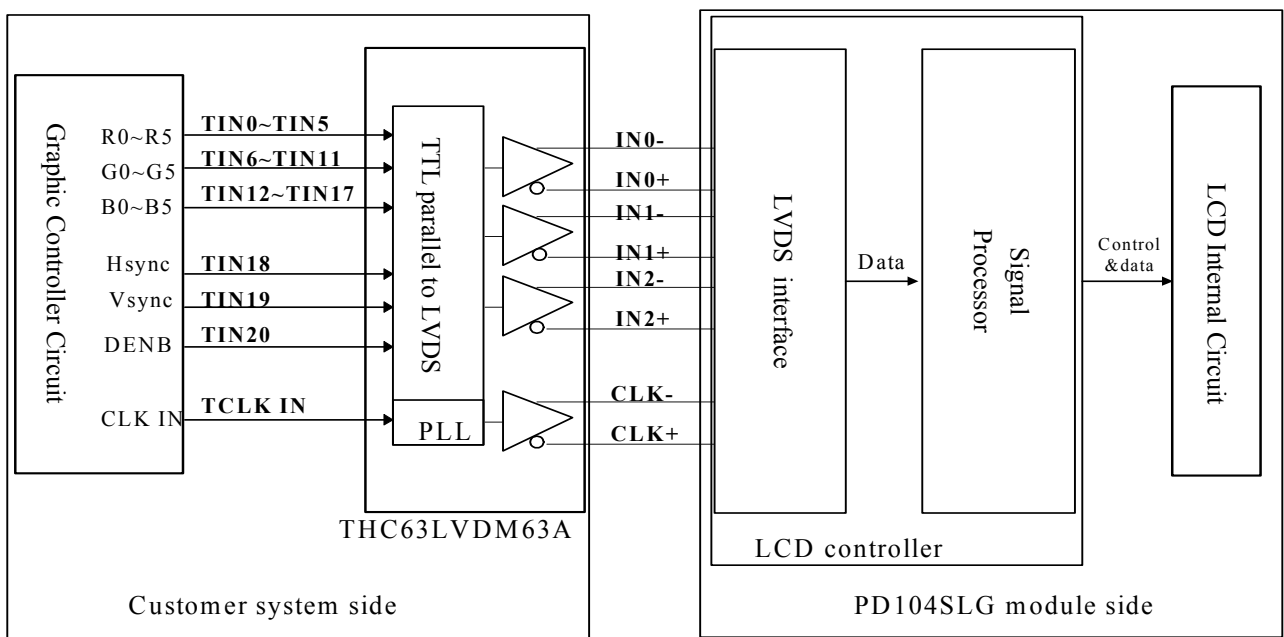 Graphic Controller Circuit
R0~R5
G0~G5
B0~B5
Hsync
Vsync
DENB
CLK IN
TIN0~TIN5
TIN6~TIN11
TIN12~TIN17
TIN18
TIN19
TIN20
TCLK IN
TTL parallel to LVDS
PLL
THC63LVDM63A
Customer system side
IN0-
IN0+
IN1-
IN1+
IN2-
IN2+
CLK-
CLK+
LVDS interface
Data
Signal
Processor
LCD controller
Control
&data
LCD Internal Circuit
PD104SLG module side